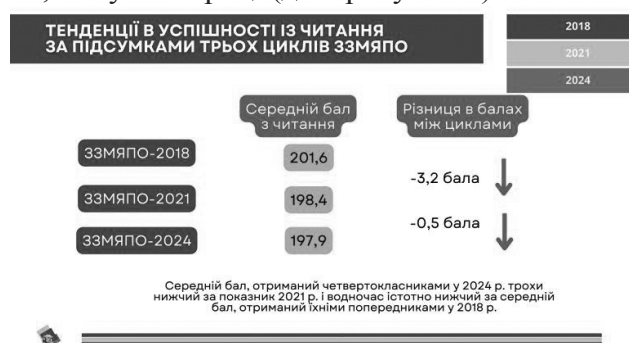 ТЕНДЕНЦІЇ В УСПІШНОСТІ ІЗ ЧИТАННЯ
ЗА ПІДСУМКАМИ ТРЬОХ ЦИКЛІВ ЗЗМЯПО
2018
2021
2024
Середній бал
з читання
Різниця в балах
між циклами
ЗЗМЯПО-2018
201,6
-3,2 бала
ЗЗМЯПО-2021
198,4
-0,5 бала
ЗЗМЯПО-2024
197,9
Середній бал, отриманий четвертокласниками у 2024 р. трохи
нижчий за показник 2021 р. і водночас істотно нижчий за середній
бал, отриманий їхніми попередниками у 2018 р.